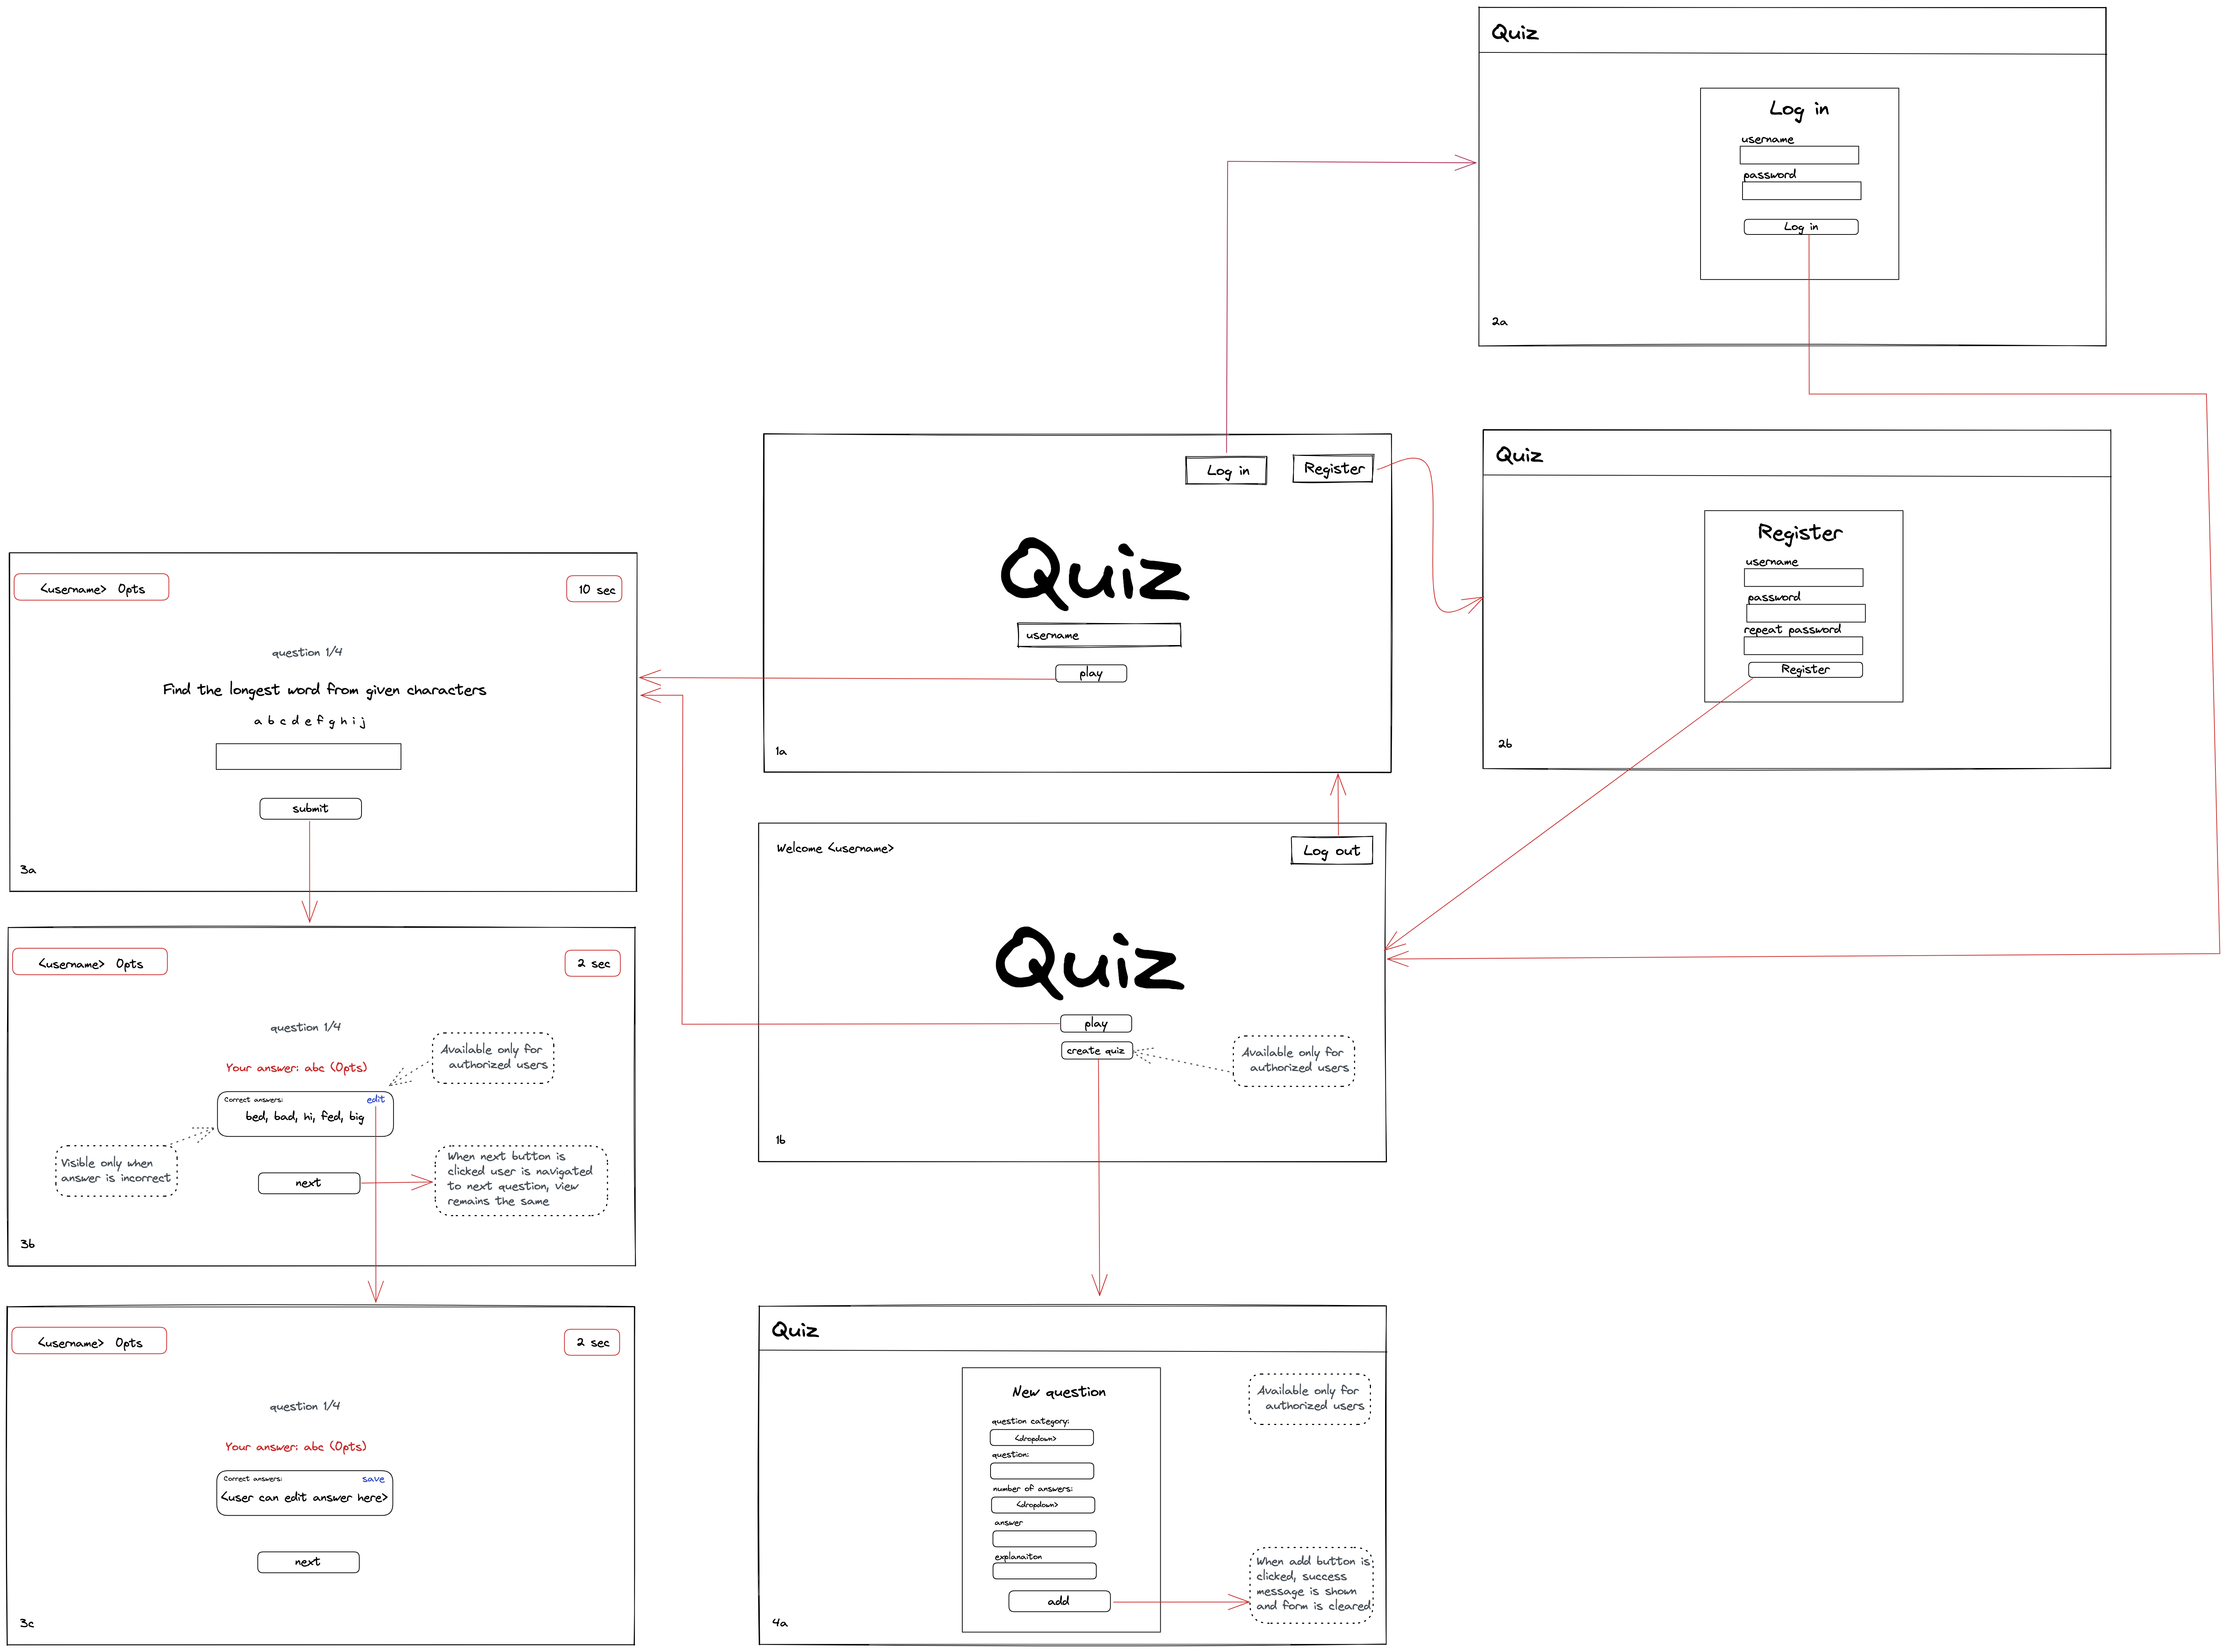 Quiz
Log in
username
password
Log in
2a
Log in
Register
Quiz
username
play
1a
Quiz
Register
username
password
repeat password
Register
2b
<username> 0pts
10 sec
question 1/4
Find the longest word from given characters
a b c d e f g h i j
submit
3a
Welcome <username>
Log out
Quiz
play
create quiz
Available only for
authorized users
1b
<username> 0pts
2 sec
question 1/4
Available only for
authorized users
Your answer: abc (0pts)
Correct answers:
edit
bed, bad, hi, fed, big
Visible only when
answer is incorrect
next
When next button is
clicked user is navigated
to next question, view
remains the same
3b
<username> 0pts
2 sec
question 1/4
Your answer: abc (0pts)
Correct answers:
save
<user can edit answer here>
next
3c
Quiz
New question
question category:
<dropdown>
question:
number of answers:
<dropdown>
answer
explanaiton
add
Available only for
authorized users
When add button is
clicked, success
message is shown
and form is cleared
4a